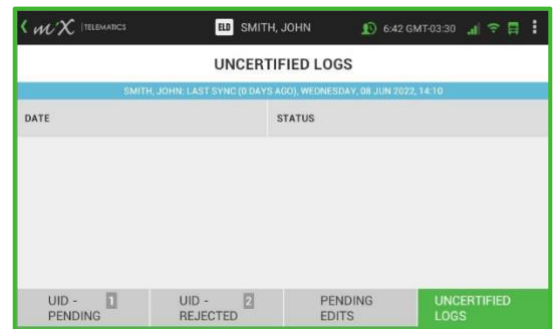 miX TELEMATICS ELD SMITH, JOHN 6:42 GMT-03:30
UNCERTIFIED LOGS
SMITH, JOHN: LAST SYNC (0 DAYS AGO), WEDNESDAY, 08 JUN 2022, 14:10
DATE STATUS
UID - PENDING 1
UID - REJECTED 2
PENDING EDITS
UNCERTIFIED LOGS